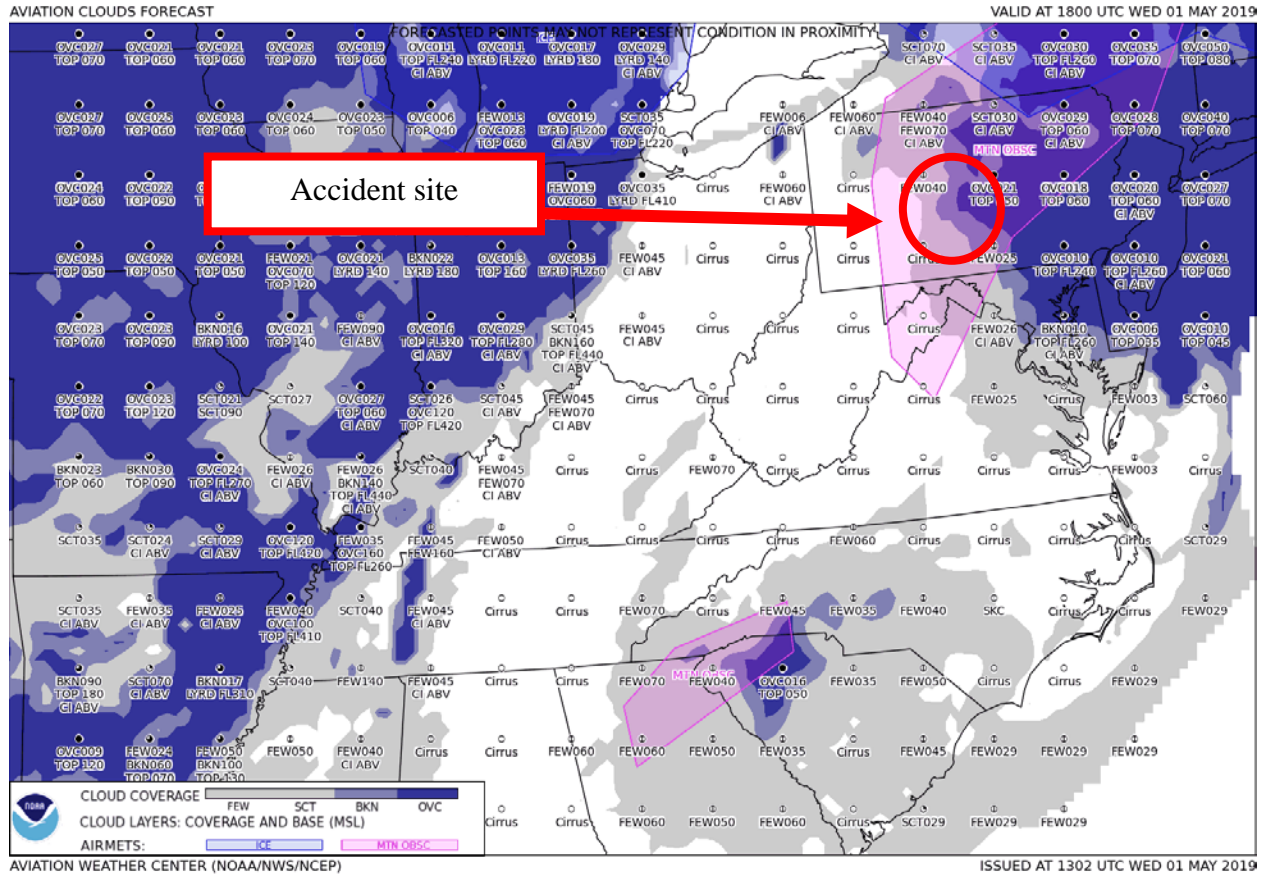 AVIATION CLOUDS FORECAST VALID AT 1800 UTC WED 01 MAY 2019
FORECASTED POINTS MAY NOT REPRESENT CONDITION IN PROXIMITY
ICE
OVC027 OVC021 OVC021 OVC023 OVC015 OVC011 OVC011 OVC017 OVC029 SCT070 SCT035 OVC030 OVC035 OVC050
TOP 070 TOP 060 TOP 060 TOP 070 TOP 060 TOP FL240 LYRD FL220 LYRD 180 LYRD 140 CI ABV CI ABV TOP FL260 TOP 070 TOP 080
CI ABV CI ABV CI ABV
OVC027 OVC025 OVC023 OVC024 OVC023 OVC006 FEW013 OVC019 SCT035 FEW006 FEW060 FEW040 SCT030 OVC029 OVC028 OVC040
TOP 070 TOP 060 TOP 060 TOP 060 TOP 050 TOP 040 OVC028 LYRD FL200 OVC070 CI ABV CI ABV FEW070 CI ABV TOP 060 TOP 070 TOP 070
TOP 060 CI ABV TOP FL220 CI ABV CI ABV
MTN OBSC
Accident site
OVC024 OVC022 FEW019 OVC035 Cirrus FEW060 Cirrus FEW040 OVC021 OVC018 OVC020 OVC027
TOP 060 TOP 090 OVC060 LYRD FL410 CI ABV TOP 050 TOP 060 TOP 060 TOP 070
CI ABV
OVC025 OVC022 OVC021 FEW021 OVC021 BKN022 OVC013 OVC035 FEW045 Cirrus Cirrus Cirrus Cirrus FEW025 OVC010 OVC010 OVC021
TOP 050 TOP 050 TOP 050 OVC070 LYRD 140 LYRD 180 TOP 160 LYRD FL260 CI ABV TOP FL240 TOP FL260 TOP 060
TOP 120 CI ABV
OVC023 OVC023 BKN016 OVC021 FEW090 OVC016 OVC029 SCT045 FEW045 Cirrus Cirrus Cirrus Cirrus FEW026 BKN010 OVC006 OVC010
TOP 070 TOP 090 LYRD 100 TOP 140 CI ABV TOP FL320 TOP FL280 BKN160 CI ABV CI ABV TOP FL260 TOP 035 TOP 045
CI ABV CI ABV TOP FL440 CI ABV
CI ABV
OVC022 OVC023 SCT021 SCT027 OVC027 SCT026 SCT045 FEW045 Cirrus Cirrus Cirrus Cirrus Cirrus FEW025 Cirrus FEW003 SCT060
TOP 070 TOP 120 SCT090 TOP 060 OVC120 CI ABV FEW070
CI ABV TOP FL420 CI ABV
BKN023 BKN030 OVC024 FEW026 FEW026 SCT040 FEW045 Cirrus Cirrus FEW070 Cirrus Cirrus Cirrus Cirrus Cirrus FEW003 Cirrus
TOP 060 TOP 090 TOP FL270 CI ABV BKN140 FEW070
CI ABV TOP FL440 CI ABV
CI ABV
SCT035 SCT024 SCT029 OVC120 FEW035 FEW045 FEW050 Cirrus Cirrus Cirrus Cirrus FEW060 Cirrus Cirrus Cirrus Cirrus SCT029
CI ABV CI ABV TOP FL420 OVC160 FEW160 CI ABV
TOP FL260
SCT035 FEW035 FEW025 FEW040 SCT040 FEW045 Cirrus Cirrus FEW070 Cirrus FEW045 FEW035 FEW040 SKC Cirrus Cirrus FEW029
CI ABV CI ABV CI ABV OVC100 CI ABV
TOP FL410
MTN OBSC
BKN090 SCT070 BKN017 SCT040 FEW140 FEW045 Cirrus Cirrus FEW070 FEW040 OVC016 FEW035 FEW050 Cirrus Cirrus FEW029
TOP 180 CI ABV LYRD FL310 CI ABV TOP 050
CI ABV
OVC009 FEW024 FEW050 FEW050 FEW040 Cirrus Cirrus FEW060 FEW060 FEW050 FEW035 Cirrus FEW045 FEW029 FEW029 FEW029
TOP 120 BKN060 BKN100 CI ABV
TOP 070 TOP 130
Cirrus Cirrus FEW060 FEW050 FEW060 Cirrus SCT029 FEW029 FEW029
NOAA
CLOUD COVERAGE
FEW SCT BKN OVC
CLOUD LAYERS: COVERAGE AND BASE (MSL)
AIRMETS: ICE MTN OBSC
AVIATION WEATHER CENTER (NOAA/NWS/NCEP) ISSUED AT 1302 UTC WED 01 MAY 2019